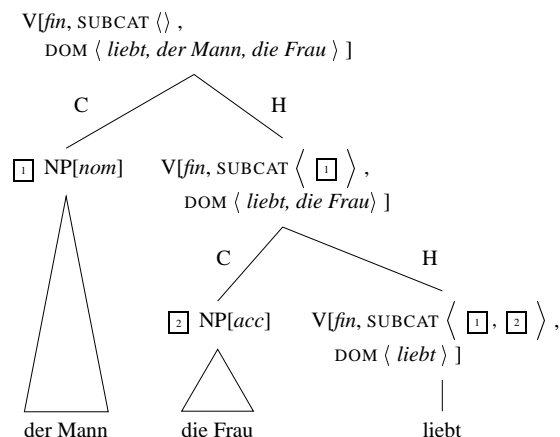 V[fin, SUBCAT ⟨⟩ ,
DOM ⟨ liebt, der Mann, die Frau ⟩ ]
C H
1 NP[nom] V[fin, SUBCAT ⟨ 1 ⟩ ,
DOM ⟨ liebt, die Frau⟩ ]
C H
2 NP[acc] V[fin, SUBCAT ⟨ 1 , 2 ⟩ ,
DOM ⟨ liebt ⟩ ]
der Mann die Frau liebt